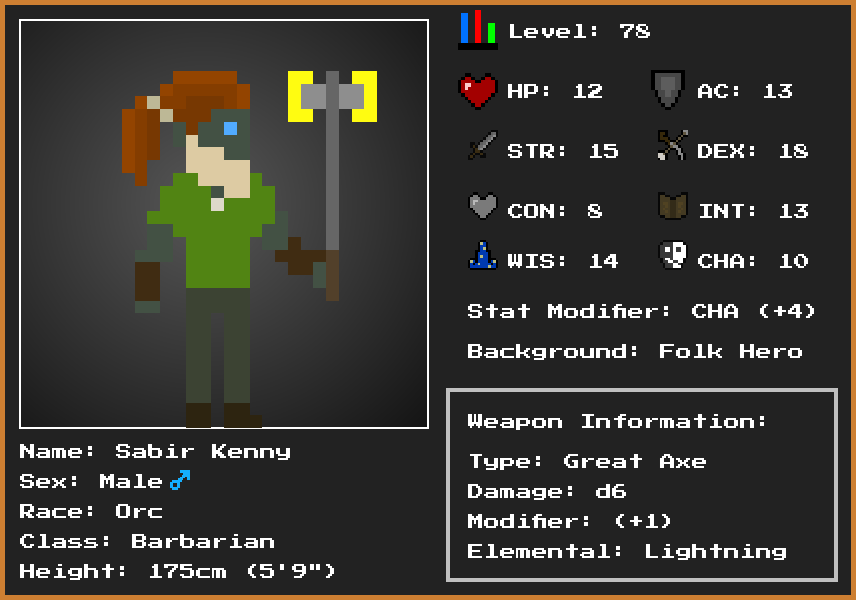 Level: 78
HP: 12
AC: 13
STR: 15
DEX: 18
CON: 8
INT: 13
WIS: 14
CHA: 10
Stat Modifier: CHA (+4)
Background: Folk Hero
Weapon Information:
Type: Great Axe
Damage: d6
Modifier: (+1)
Elemental: Lightning
Name: Sabir Kenny
Sex: Male♂
Race: Orc
Class: Barbarian
Height: 175cm (5'9")